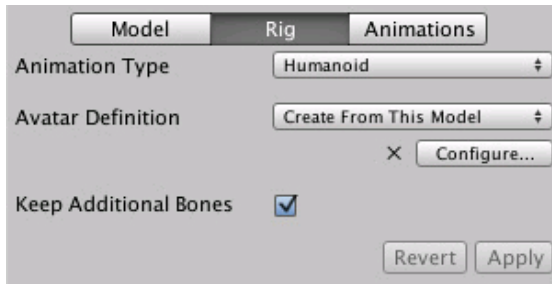 Model Rig Animations
Animation Type Humanoid
Avatar Definition Create From This Model
× Configure...
Keep Additional Bones
Revert Apply